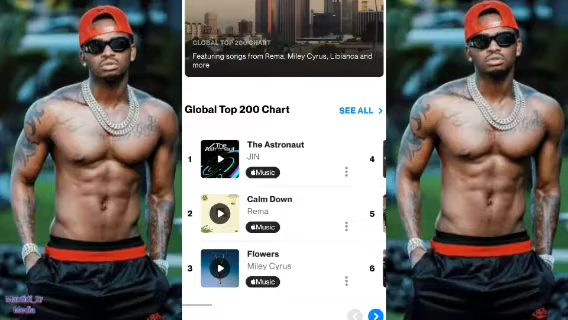 GLOBAL TOP 200 CHART
Featuring songs from Rema, Miley Cyrus, Libianca and
more
Global Top 200 Chart
SEE ALL
1
The Astronaut
JIN
Music
4
2
Calm Down
Rema
Music
5
3
Flowers
Miley Cyrus
Music
6
Media